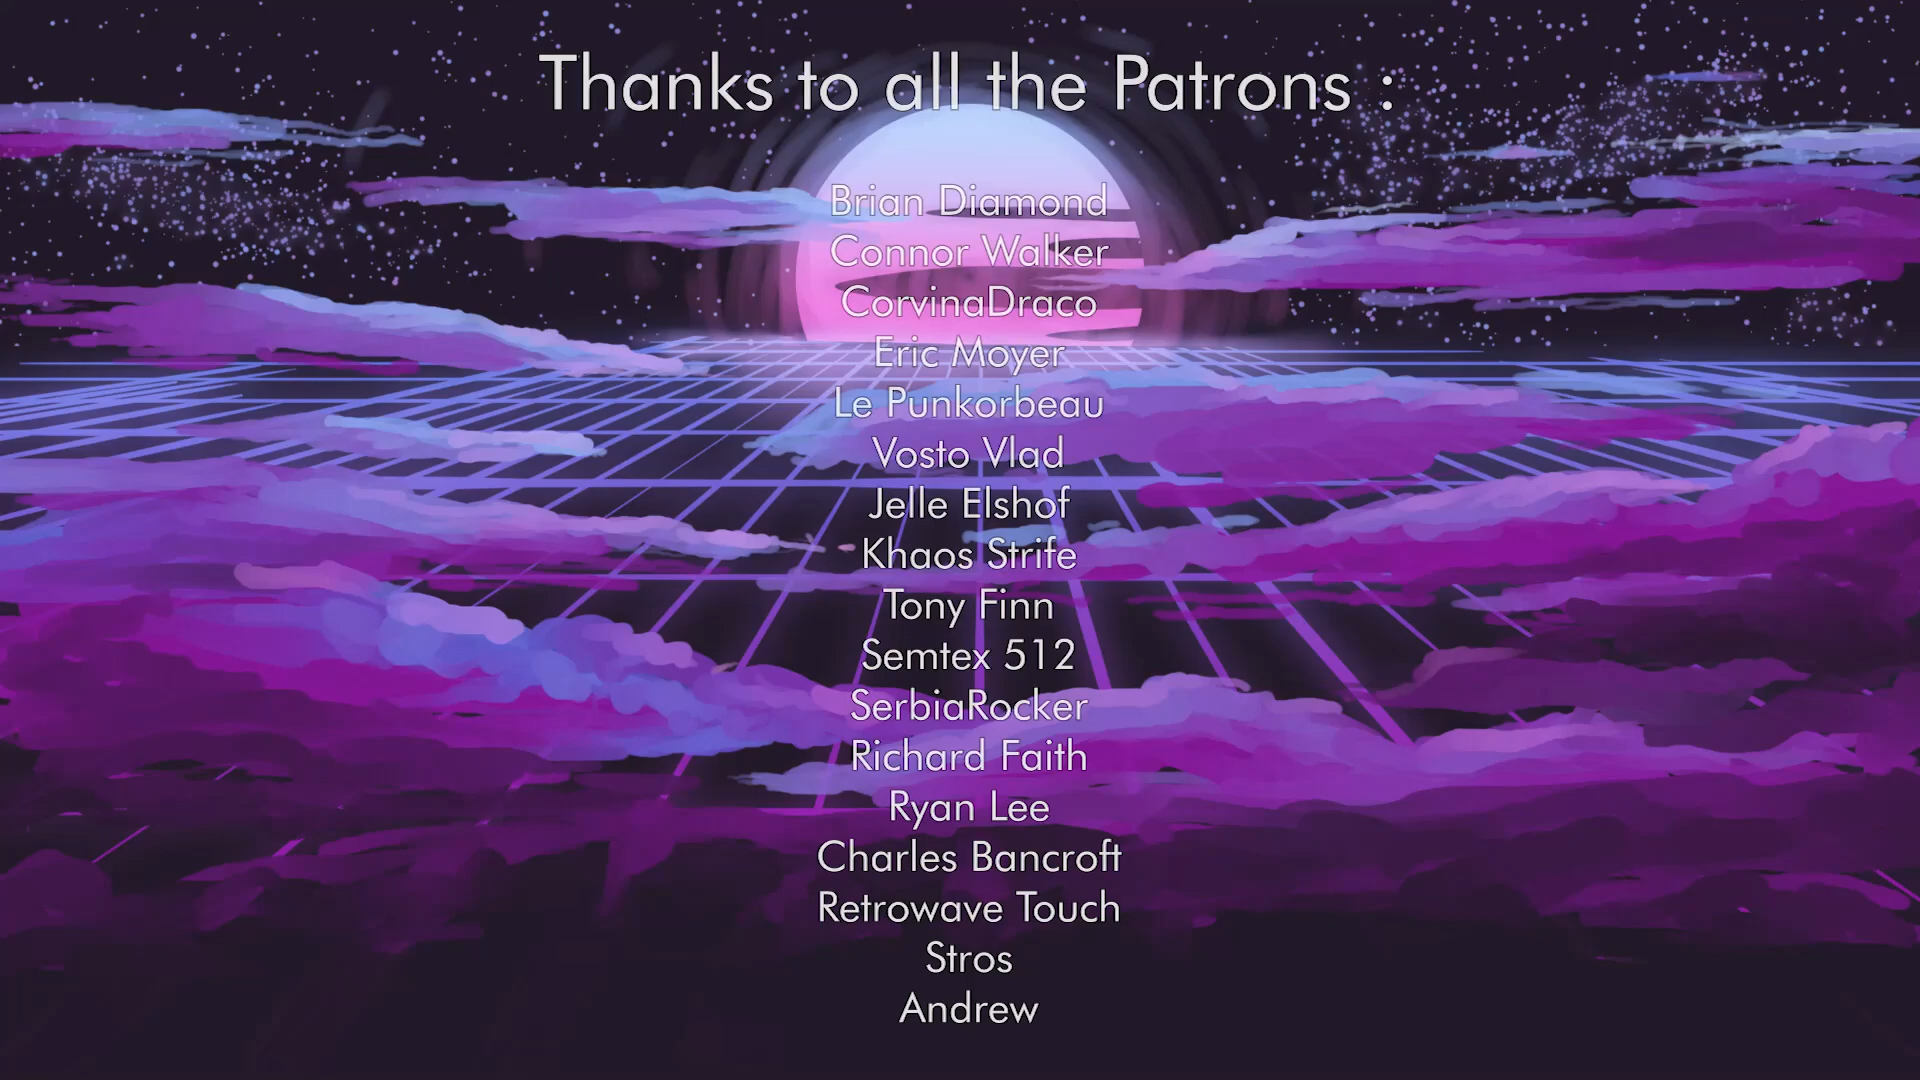 Thanks to all the Patrons :
Brian Diamond
Connor Walker
CorvinaDraco
Eric Moyer
Le Punkorbeau
Vosto Vlad
Jelle Elshof
Khaos Strife
Tony Finn
Semtex 512
SerbiaRocker
Richard Faith
Ryan Lee
Charles Bancroft
Retrowave Touch
Stros
Andrew